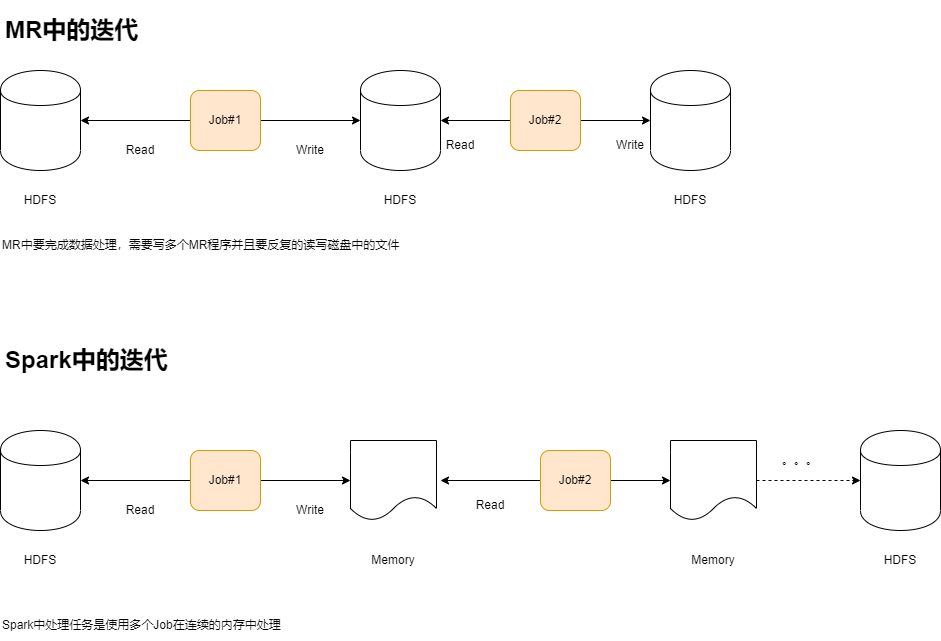 MR中的迭代
Job#1
Job#2
Read
Write
Read
Write
HDFS
HDFS
HDFS
MR中要完成数据处理，需要写多个MR程序并且要反复的读写磁盘中的文件
Spark中的迭代
。。。
Job#1
Job#2
Read
Write
Read
HDFS
Memory
Memory
HDFS
Spark中处理任务是使用多个Job在连续的内存中处理